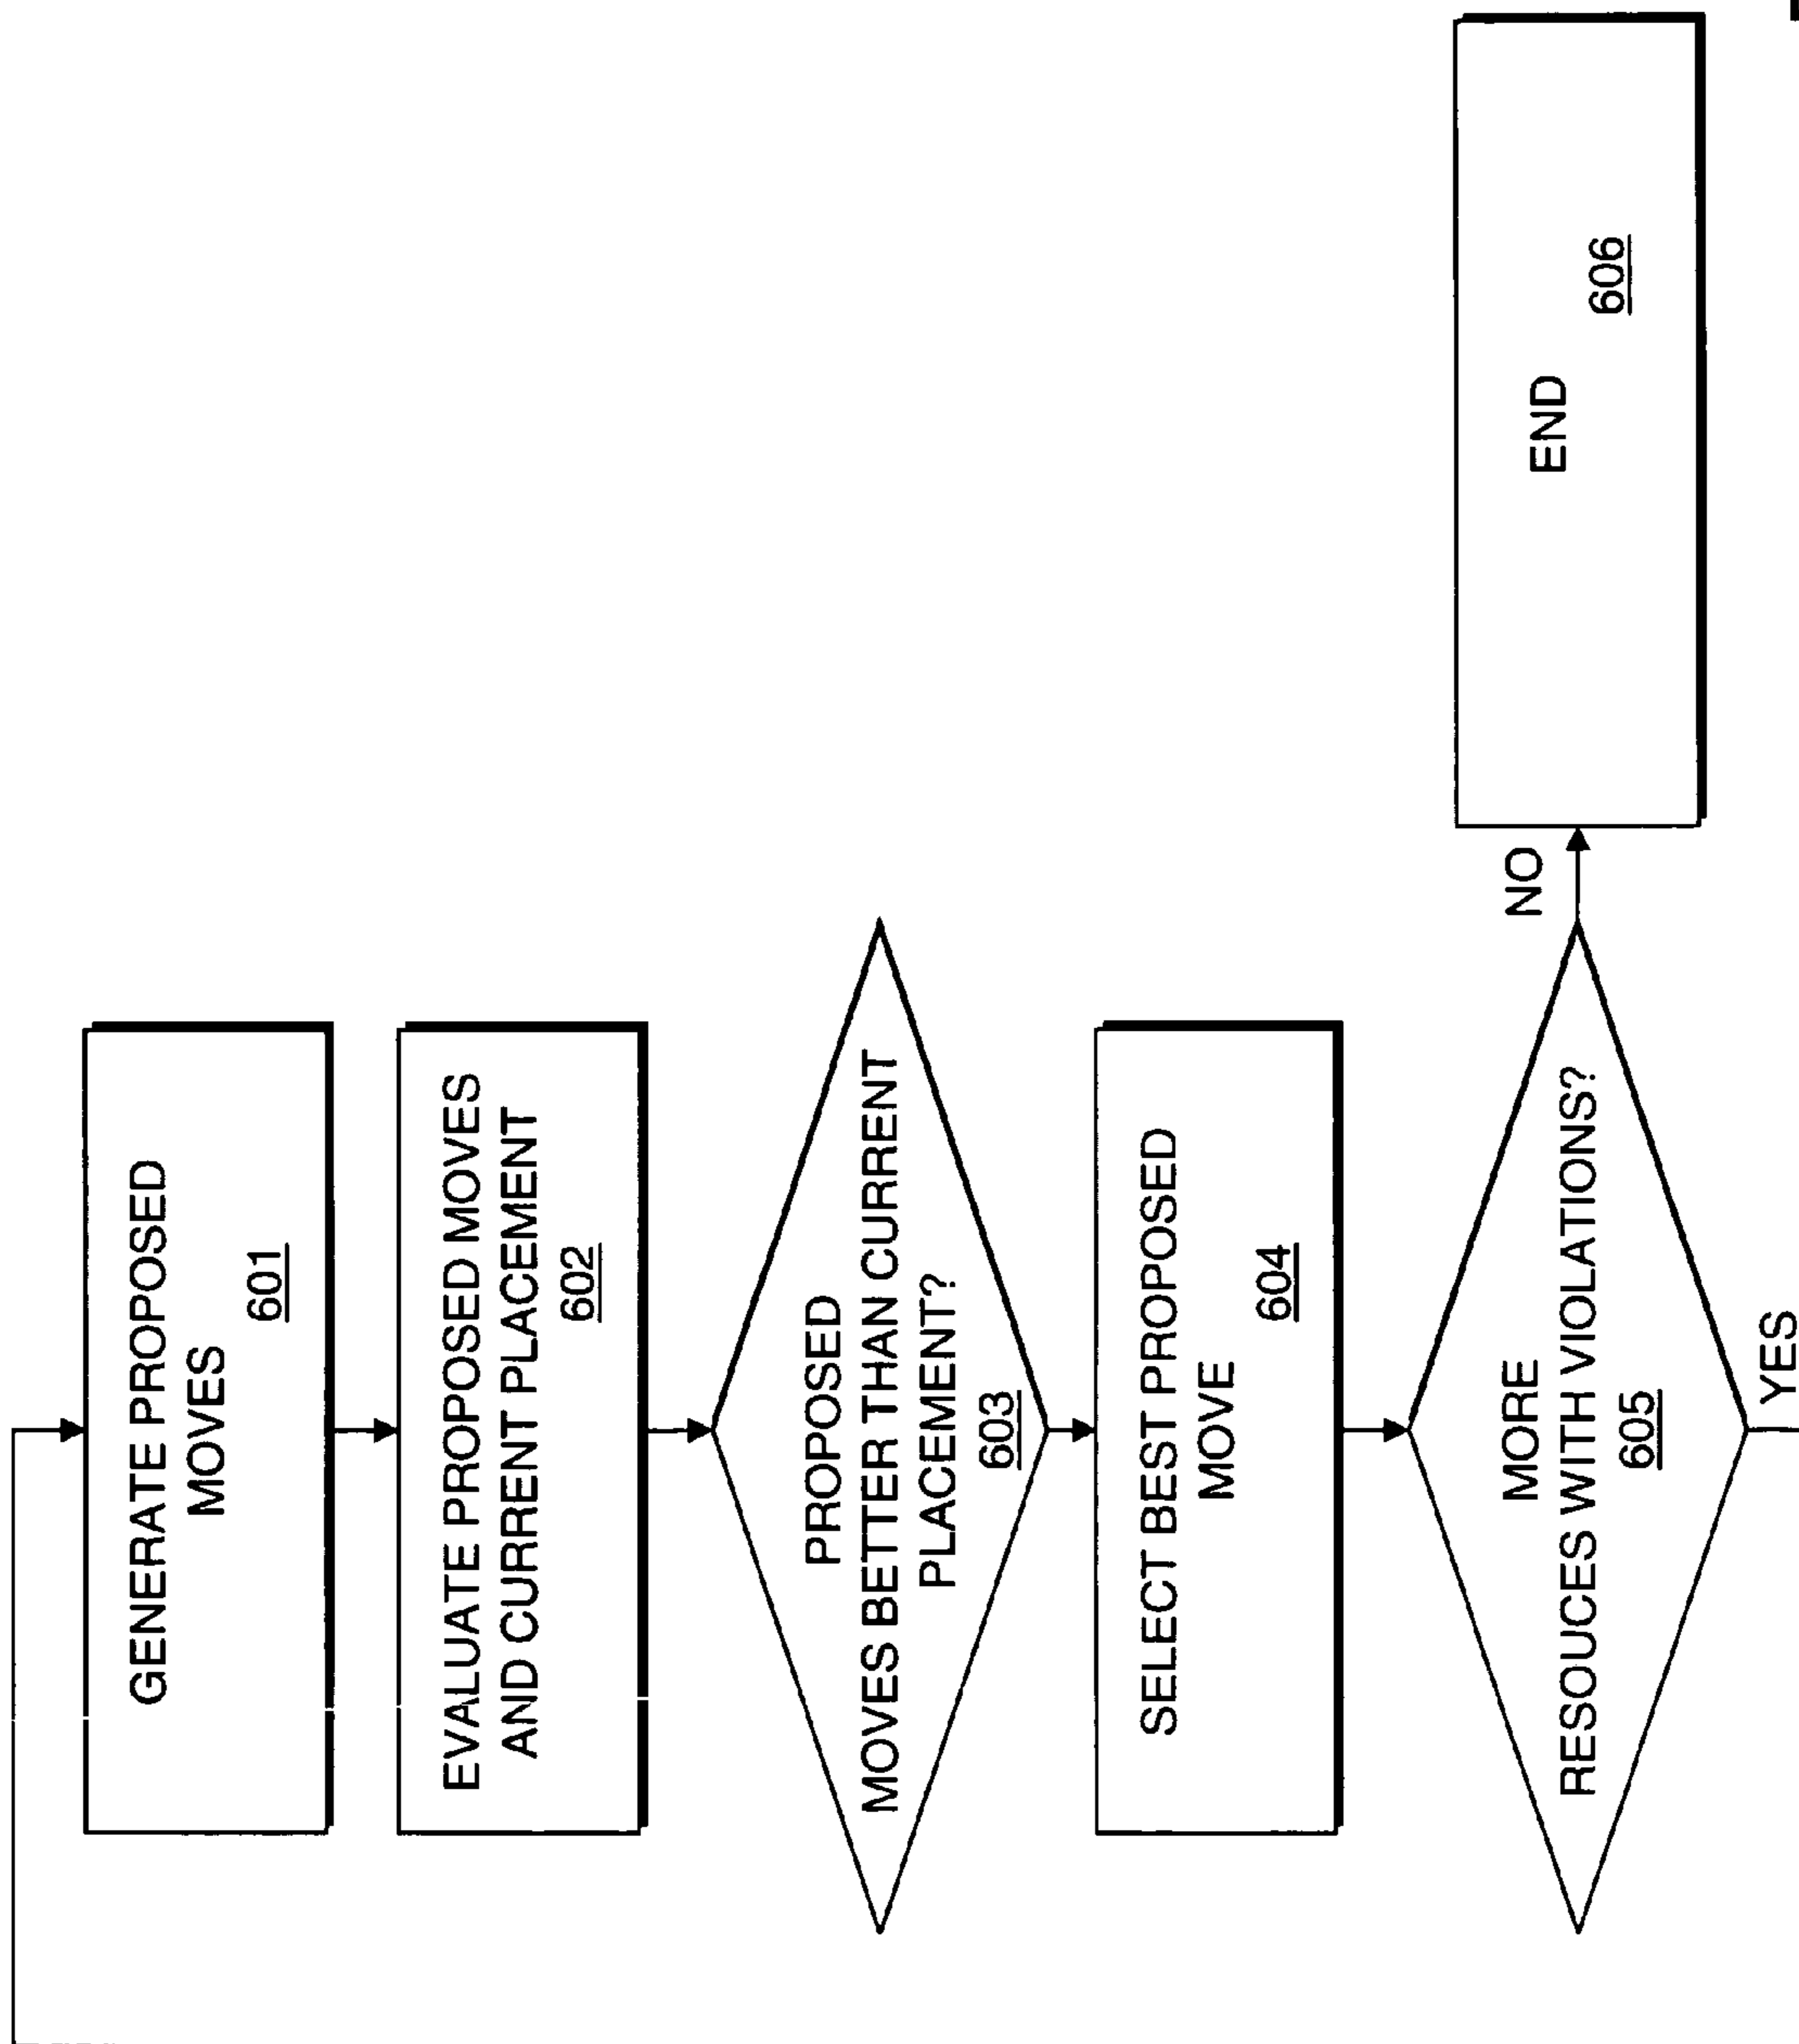 GENERATE PROPOSED
MOVES
601
EVALUATE PROPOSED MOVES
AND CURRENT PLACEMENT
602
PROPOSED
MOVES BETTER THAN CURRENT
PLACEMENT?
603
SELECT BEST PROPOSED
MOVE
604
MORE
RESOUCES WITH VIOLATIONS?
605
NO
YES
END
606